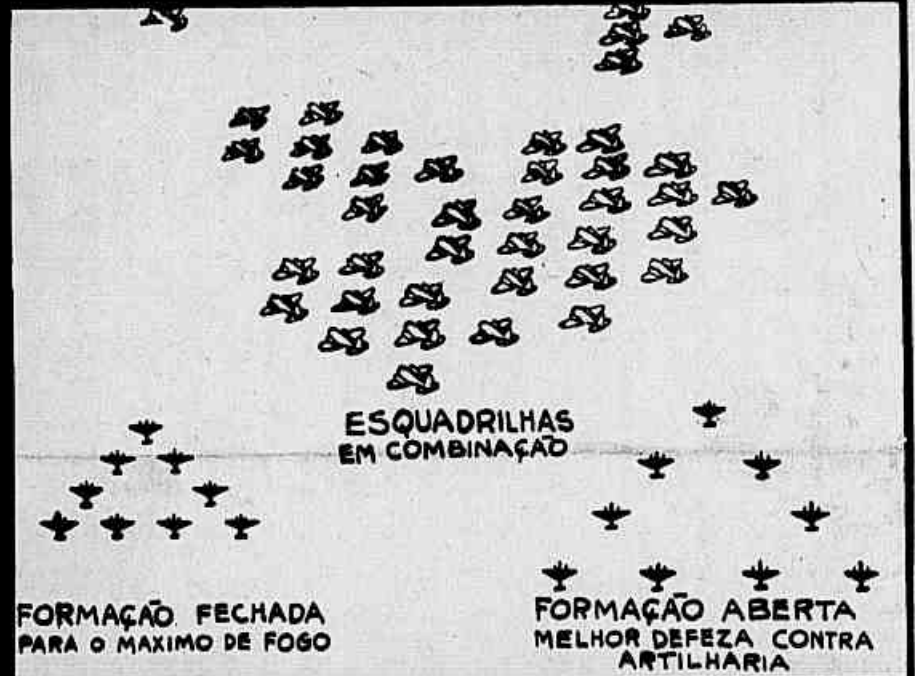 ESQUADRILHAS
EM COMBINAÇÃO
FORMAÇÃO FECHADA
PARA O MAXIMO DE FOGO
FORMAÇÃO ABERTA
MELHOR DEFEZA CONTRA
ARTILHARIA